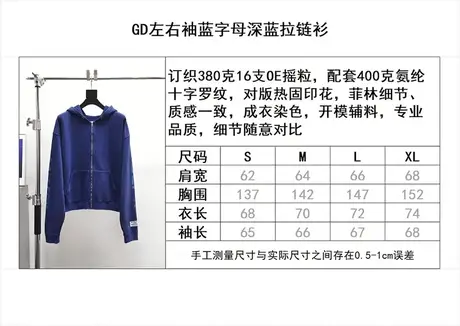 GD左右袖蓝字母深蓝拉链衫
订织380克16支OE摇粒，配套400克氨纶
十字罗纹，对版热固印花，菲林细节、
质感一致，成衣染色，开模辅料，专业
品质，细节随意对比
尺码 S M L XL
肩宽 62 64 66 68
胸围 137 142 147 152
衣长 68 70 72 74
袖长 65 66 67 68
手工测量尺寸与实际尺寸之间存在0.5-1cm误差